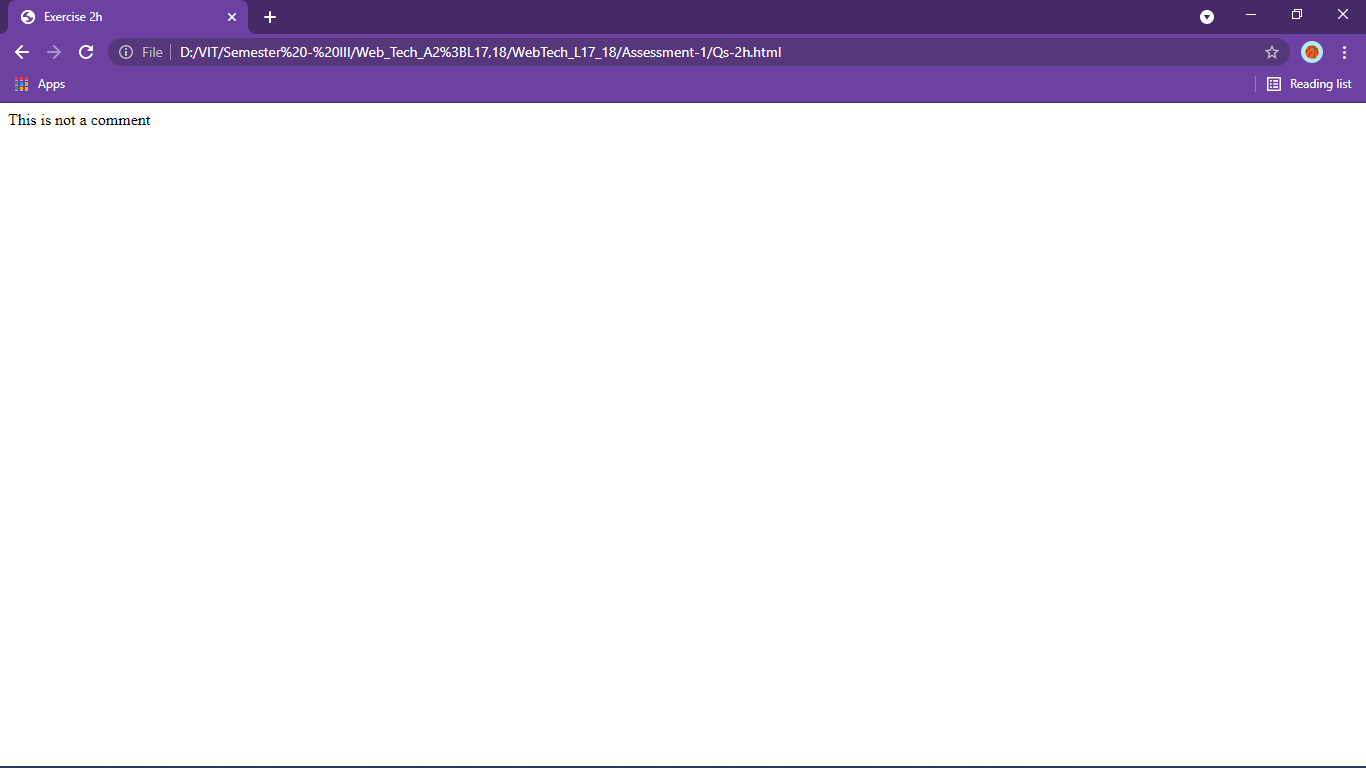 Exercise 2h
File
D:/VIT/Semester%20-%20III/Web_Tech_A2%3BL17,18/WebTech_L17_18/Assessment-1/Qs-2h.html
Apps
Reading list
This is not a comment